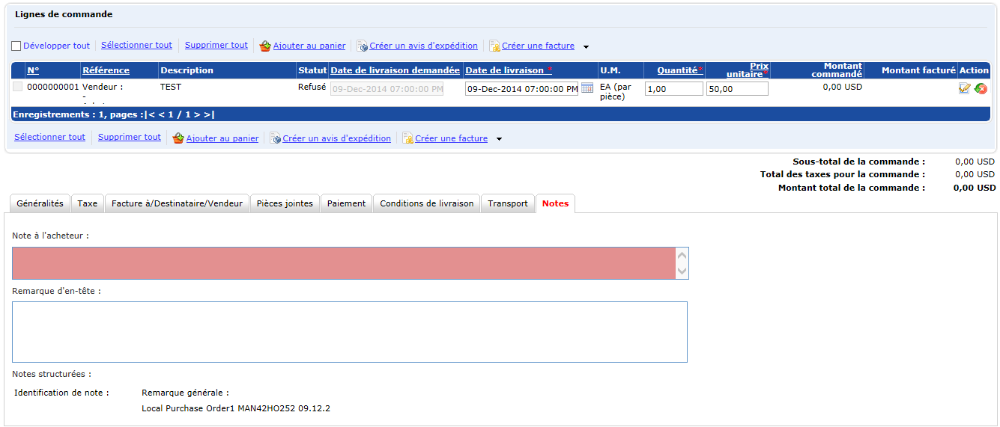 Lignes de commande
Développer tout Sélectionner tout Supprimer tout Ajouter au panier Créer un avis d'expédition Créer une facture
N° Référence Description Statut Date de livraison demandée Date de livraison * U.M. Quantité* Prix unitaire* Montant commandé Montant facturé Action
0000000001 Vendeur : TEST Refusé 09-Dec-2014 07:00:00 PM 09-Dec-2014 07:00:00 PM EA (par pièce) 1,00 50,00 0,00 USD
-
Enregistrements : 1, pages :|< < 1 / 1 > >|
Sélectionner tout Supprimer tout Ajouter au panier Créer un avis d'expédition Créer une facture
Sous-total de la commande : 0,00 USD
Total des taxes pour la commande : 0,00 USD
Montant total de la commande : 0,00 USD
Généralités Taxe Facture à/Destinataire/Vendeur Pièces jointes Paiement Conditions de livraison Transport Notes
Note à l'acheteur :
Remarque d'en-tête :
Notes structurées :
Identification de note : Remarque générale :
Local Purchase Order1 MAN42HO252 09.12.2